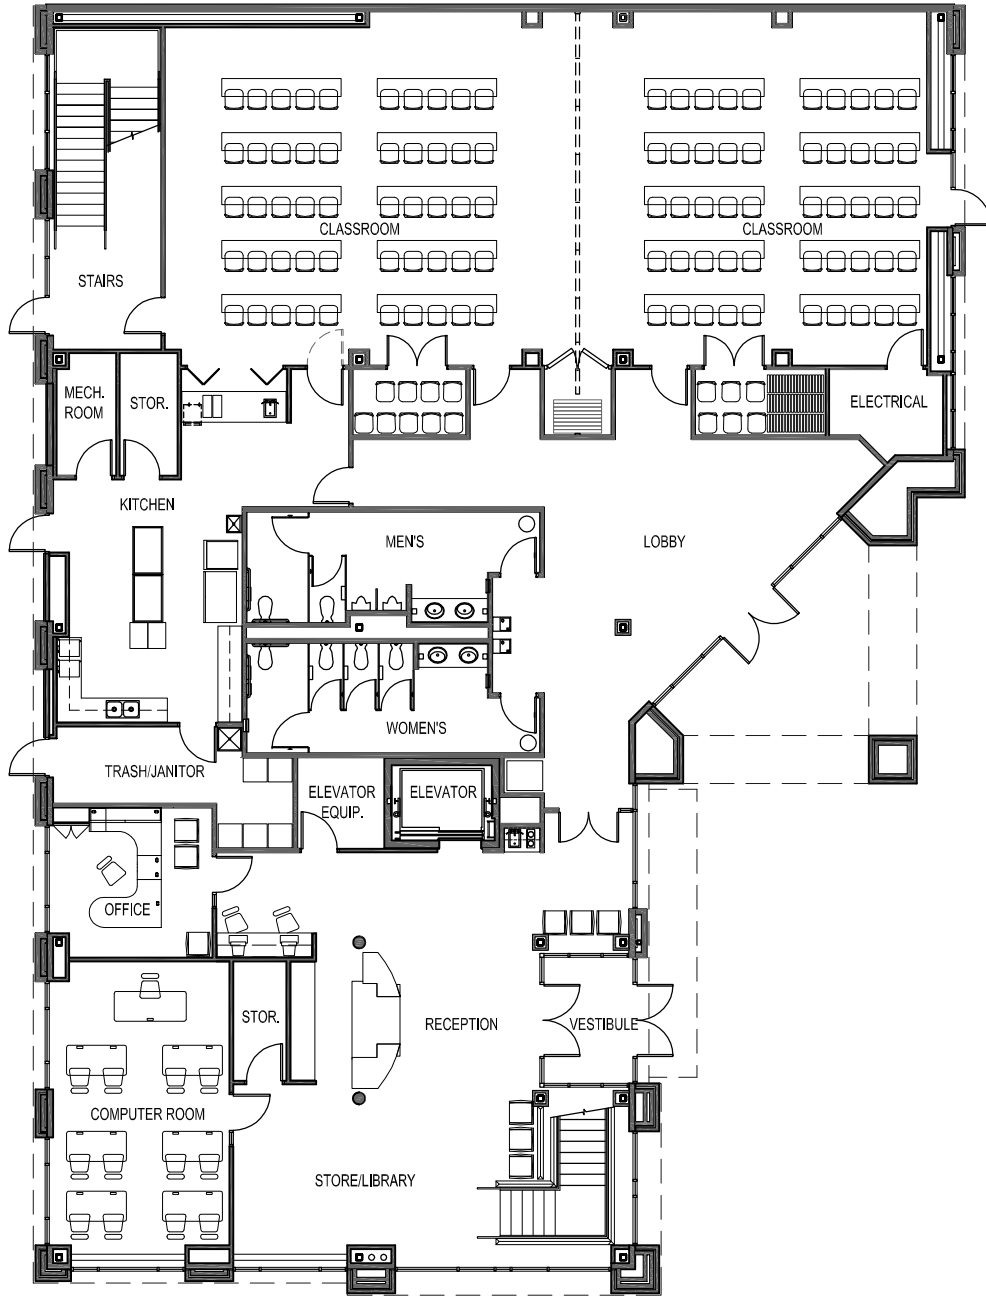 CLASSROOM
CLASSROOM
STAIRS
MECH.
ROOM
STOR.
ELECTRICAL
KITCHEN
MEN'S
LOBBY
WOMEN'S
TRASH/JANITOR
ELEVATOR
EQUIP.
ELEVATOR
OFFICE
STOR.
RECEPTION
VESTIBULE
COMPUTER ROOM
STORE/LIBRARY